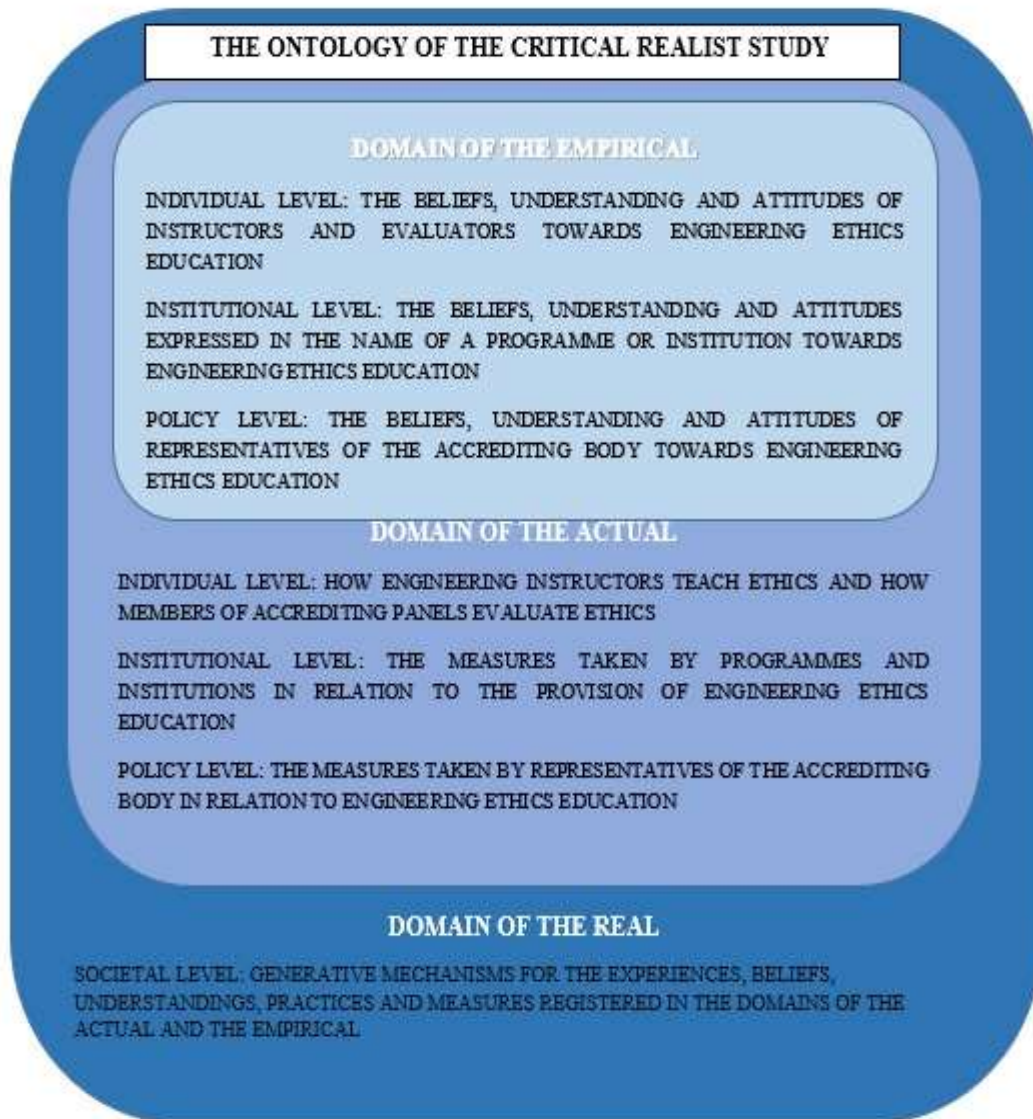 THE ONTOLOGY OF THE CRITICAL REALIST STUDY
DOMAIN OF THE EMPIRICAL
INDIVIDUAL LEVEL: THE BELIEFS, UNDERSTANDING AND ATTITUDES OF
INSTRUCTORS AND EVALUATORS TOWARDS ENGINEERING ETHICS
EDUCATION
INSTITUTIONAL LEVEL: THE BELIEFS, UNDERSTANDING AND ATTITUDES
EXPRESSED IN THE NAME OF A PROGRAMME OR INSTITUTION TOWARDS
ENGINEERING ETHICS EDUCATION
POLICY LEVEL: THE BELIEFS, UNDERSTANDING AND ATTITUDES OF
REPRESENTATIVES OF THE ACCREDITING BODY TOWARDS ENGINEERING
ETHICS EDUCATION
DOMAIN OF THE ACTUAL
INDIVIDUAL LEVEL: HOW ENGINEERING INSTRUCTORS TEACH ETHICS AND HOW
MEMBERS OF ACCREDITING PANELS EVALUATE ETHICS
INSTITUTIONAL LEVEL: THE MEASURES TAKEN BY PROGRAMMES AND
INSTITUTIONS IN RELATION TO THE PROVISION OF ENGINEERING ETHICS
EDUCATION
POLICY LEVEL: THE MEASURES TAKEN BY REPRESENTATIVES OF THE ACCREDITING
BODY IN RELATION TO ENGINEERING ETHICS EDUCATION
DOMAIN OF THE REAL
SOCIETAL LEVEL: GENERATIVE MECHANISMS FOR THE EXPERIENCES, BELIEFS,
UNDERSTANDINGS, PRACTICES AND MEASURES REGISTERED IN THE DOMAINS OF THE
ACTUAL AND THE EMPIRICAL